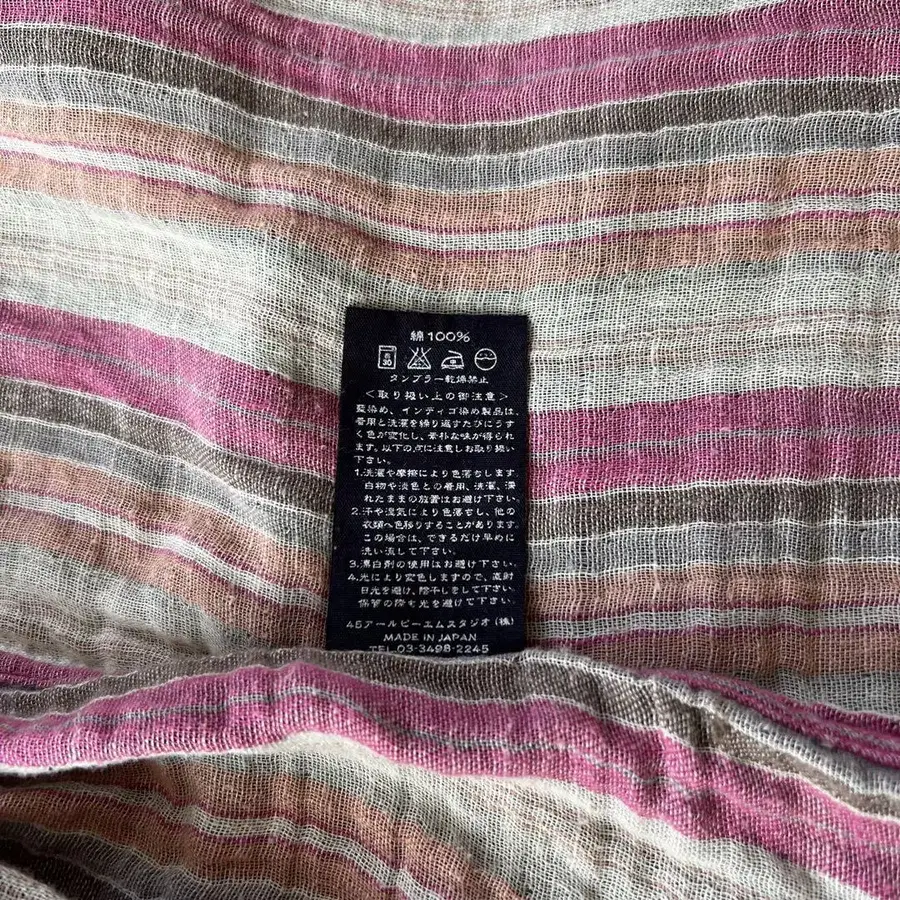 綿100%
弱30
タンブラー乾燥禁止
<取り扱い上の御注意>
藍染め、インディゴ染め製品は、
着用と洗濯を繰り返すたびにうす
く色が変化し、素朴な味が得られ
ます。以下の点に注意しお取り扱い
下さい。
1.洗濯や摩擦により色落ちします
白物や淡色との着用、洗濯、濡
れたままの放置はお避け下さい。
2.汗や湿気により色落ちし、他の
衣類へ色移りすることがあります。
この場合は、できるだけ早めに
洗い流して下さい。
3.漂白剤の使用はお避け下さい。
4.光により変色しますので、直射
日光を避け、陰干しをして下さい。
保管の際も光を避けて下さい。
45アールピーエムスタジオ(株)
MADE IN JAPAN
TEL.03-3498-2245